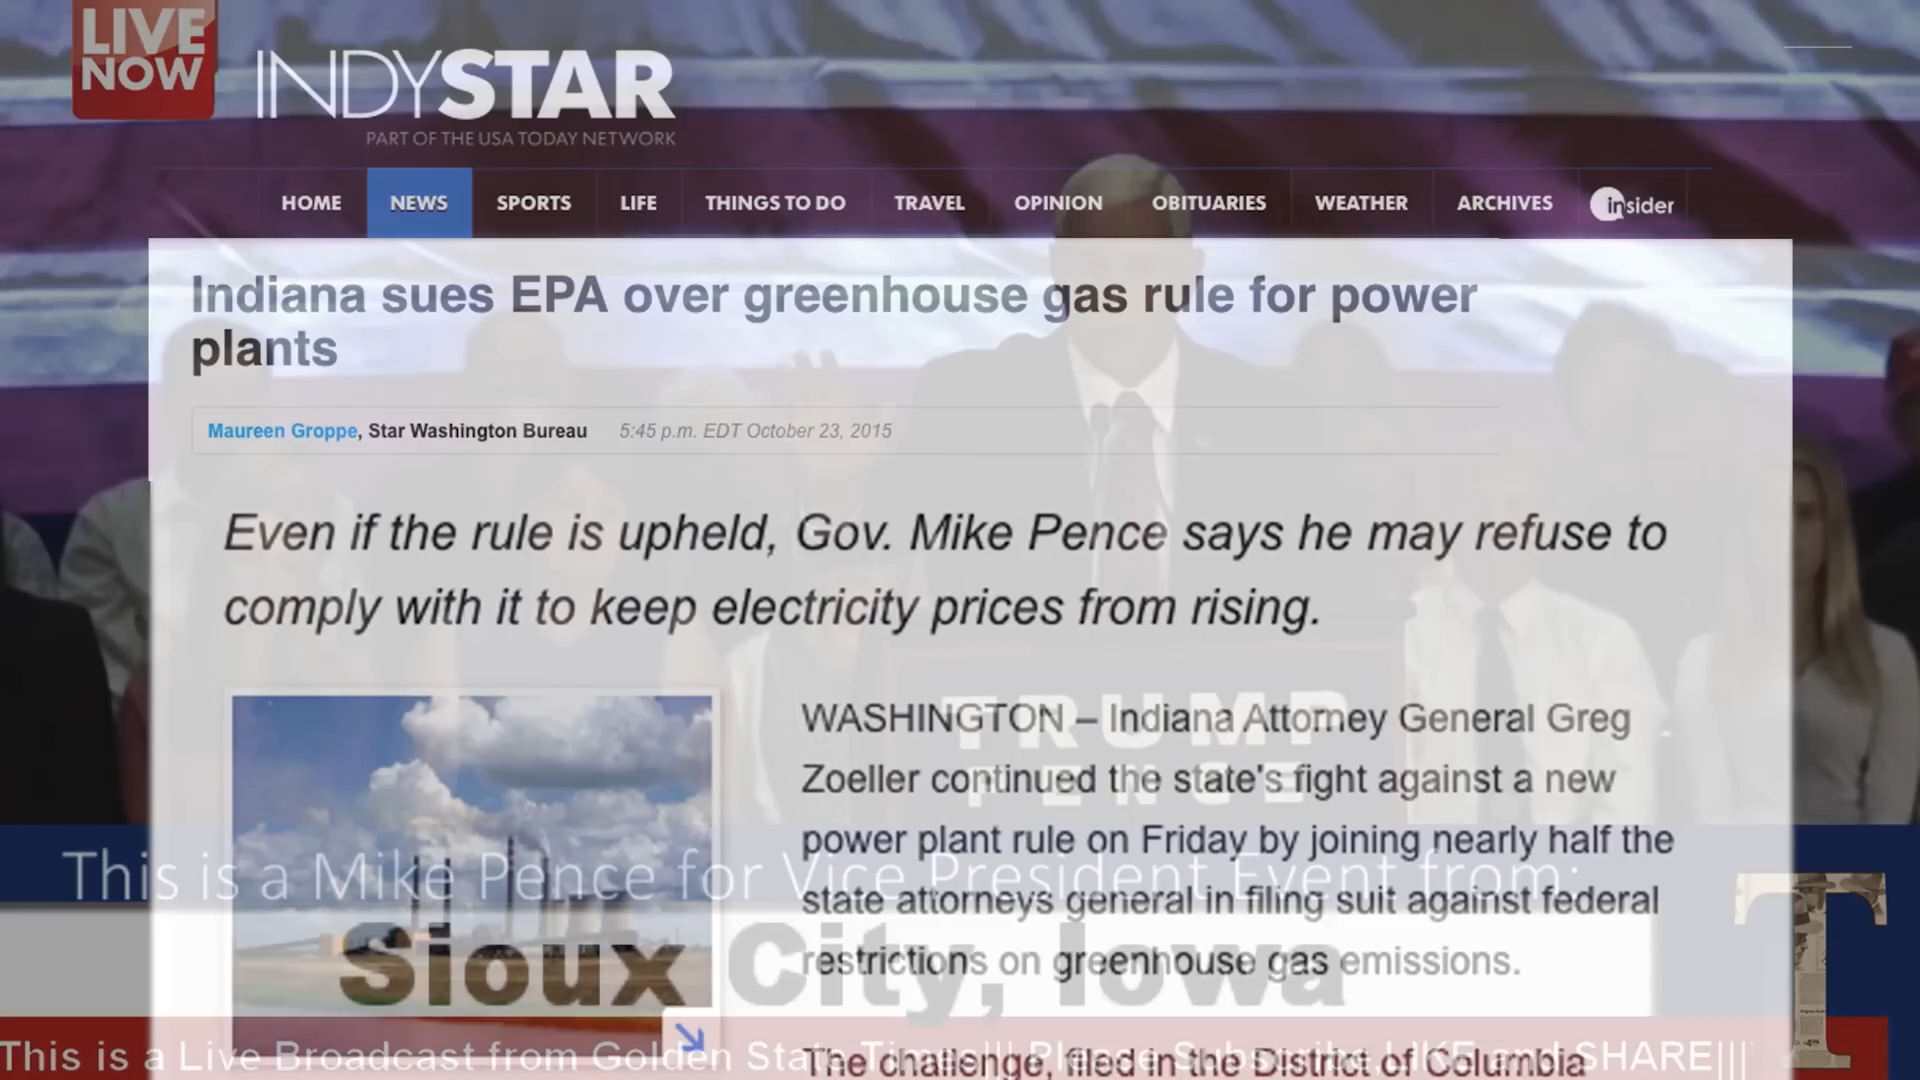 LIVE
NOW
INDYSTAR
PART OF THE USA TODAY NETWORK
HOME NEWS SPORTS LIFE THINGS TO DO TRAVEL OPINION OBITUARIES WEATHER ARCHIVES insider
Indiana sues EPA over greenhouse gas rule for power
plants
Maureen Groppe, Star Washington Bureau 5:45 p.m. EDT October 23, 2015
Even if the rule is upheld, Gov. Mike Pence says he may refuse to
comply with it to keep electricity prices from rising.
WASHINGTON – Indiana Attorney General Greg
Zoeller continued the state's fight against a new
power plant rule on Friday by joining nearly half the
state attorneys general in filing suit against federal
restrictions on greenhouse gas emissions.
The challenge, filed in the District of Columbia
TRUMP
PENCE
This is a Mike Pence for Vice President Event from:
Sioux City, Iowa
T
This is a Live Broadcast from Golden State Times||| Please Subscribe,LIKE and SHARE|||